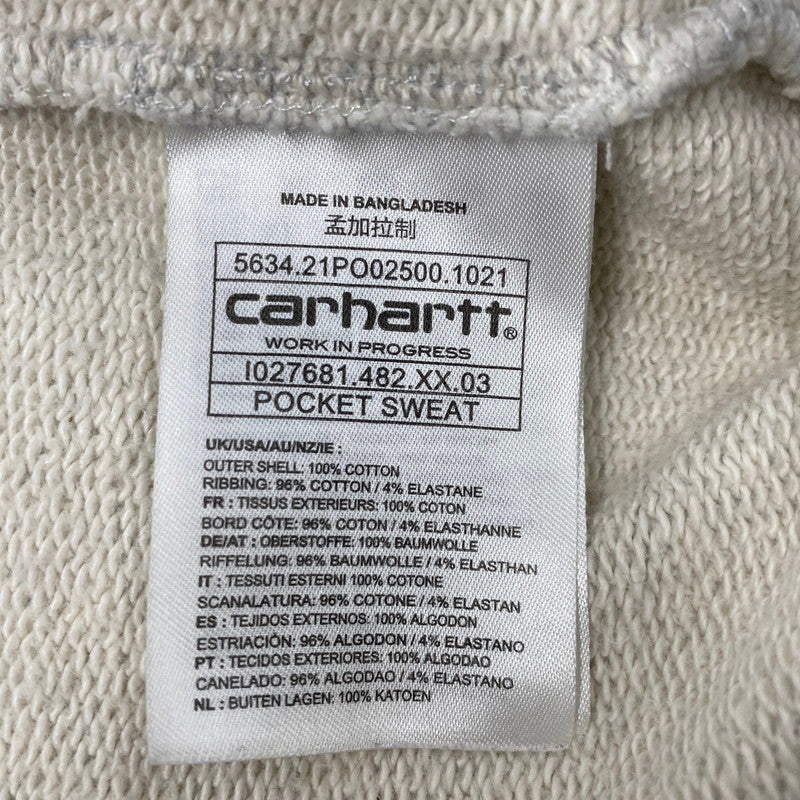 MADE IN BANGLADESH
孟加拉制
5634.21PO02500.1021
carhartt®
WORK IN PROGRESS
I027681.482.XX.03
POCKET SWEAT
UK/USA/AU/NZ/IE :
OUTER SHELL: 100% COTTON
RIBBING: 96% COTTON / 4% ELASTANE
FR : TISSUS EXTERIEURS: 100% COTON
BORD CÔTE: 96% COTON / 4% ELASTHANNE
DE/AT : OBERSTOFFE: 100% BAUMWOLLE
RIFFELUNG: 96% BAUMWOLLE / 4% ELASTHAN
IT : TESSUTI ESTERNI 100% COTONE
SCANALATURA: 96% COTONE / 4% ELASTAN
ES : TEJIDOS EXTERNOS: 100% ALGODON
ESTRIACIÒN: 96% ALGODON / 4% ELASTANO
PT : TECIDOS EXTERIORES: 100% ALGODAO
CANELADO: 96% ALGODAO / 4% ELASTANO
NL : BUITEN LAGEN: 100% KATOEN